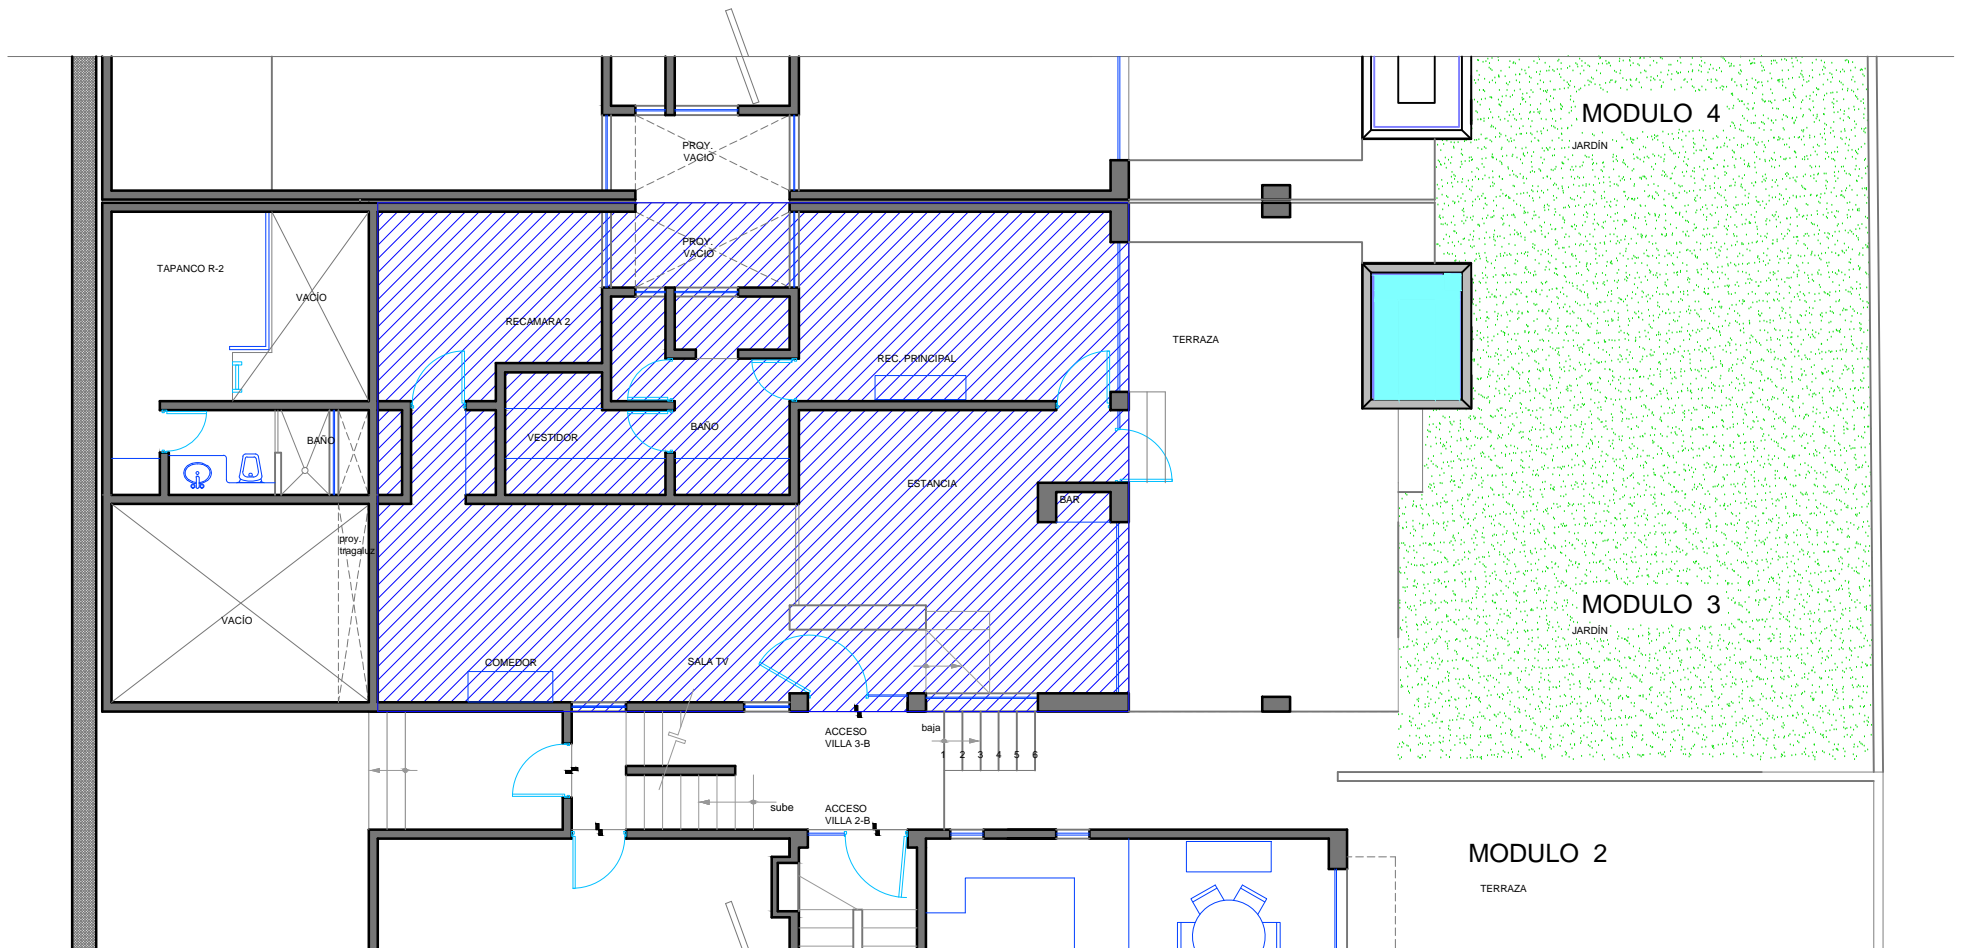 MODULO 4
JARDÍN
PROY.
VACIÓ
PROY.
VACIÓ
TAPANCO R-2
VACÍO
RECAMARA 2
REC. PRINCIPAL
TERRAZA
VESTIDOR
BAÑO
BAÑO
ESTANCIA
BAR
proy.
tragaluz
VACÍO
MODULO 3
JARDÍN
COMEDOR
SALA TV
ACCESO
VILLA 3-B
baja
1 2 3 4 5 6
sube
ACCESO
VILLA 2-B
MODULO 2
TERRAZA